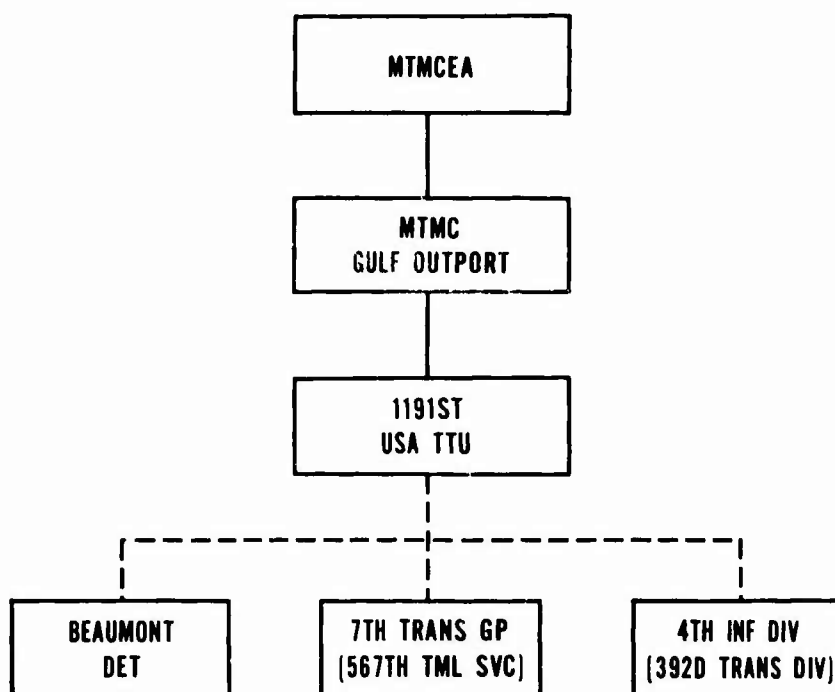 MTMCEA
MTMC
GULF OUTPORT
1191ST
USA TTU
BEAUMONT
DET
7TH TRANS GP
(567TH TML SVC)
4TH INF DIV
(392D TRANS DIV)